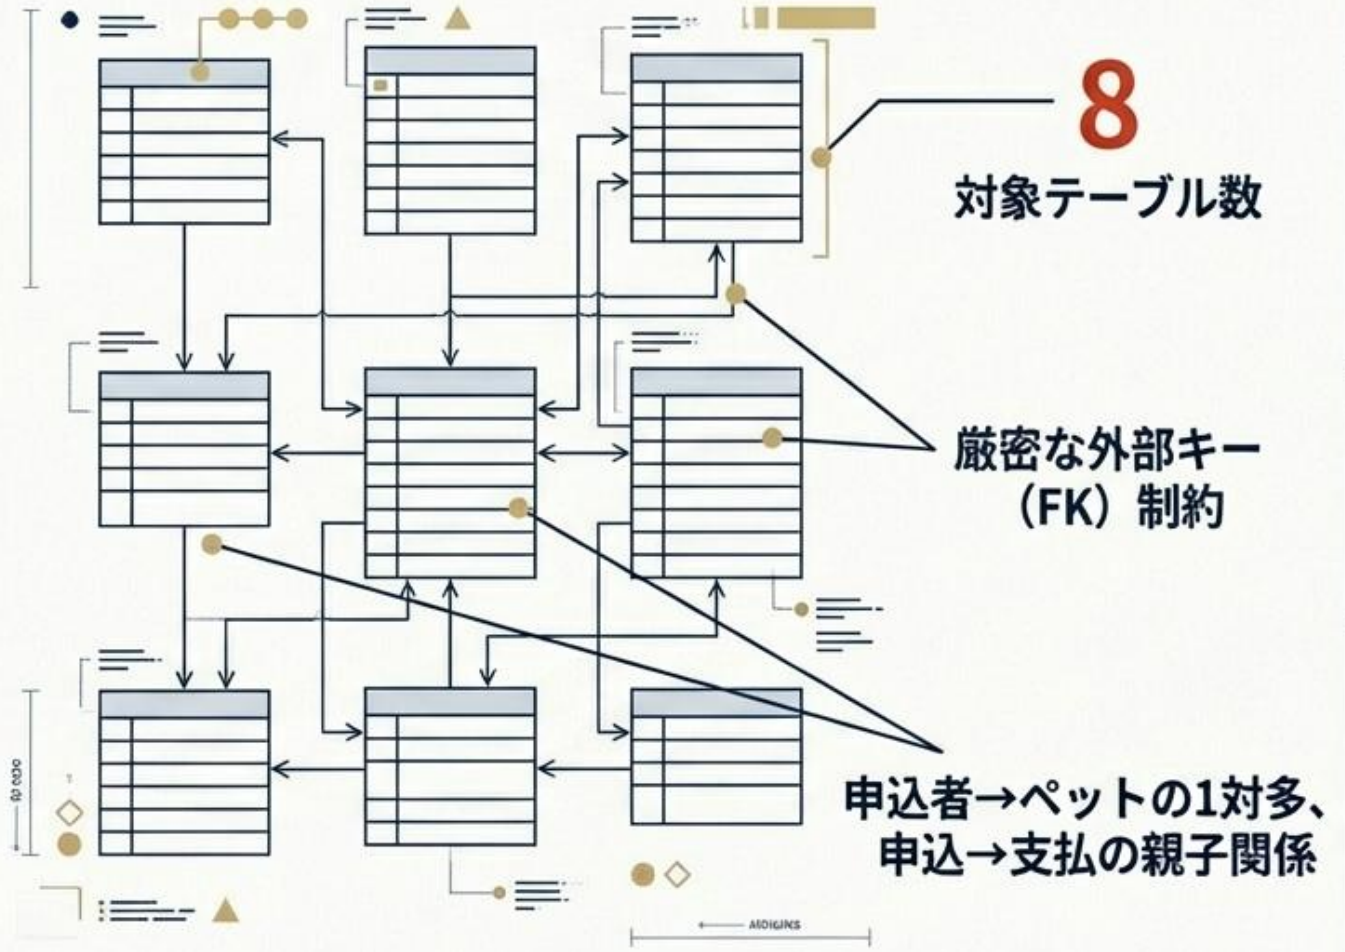 8
対象テーブル数
厳密な外部キー
（FK）制約
申込者→ペットの1対多、
申込→支払の親子関係